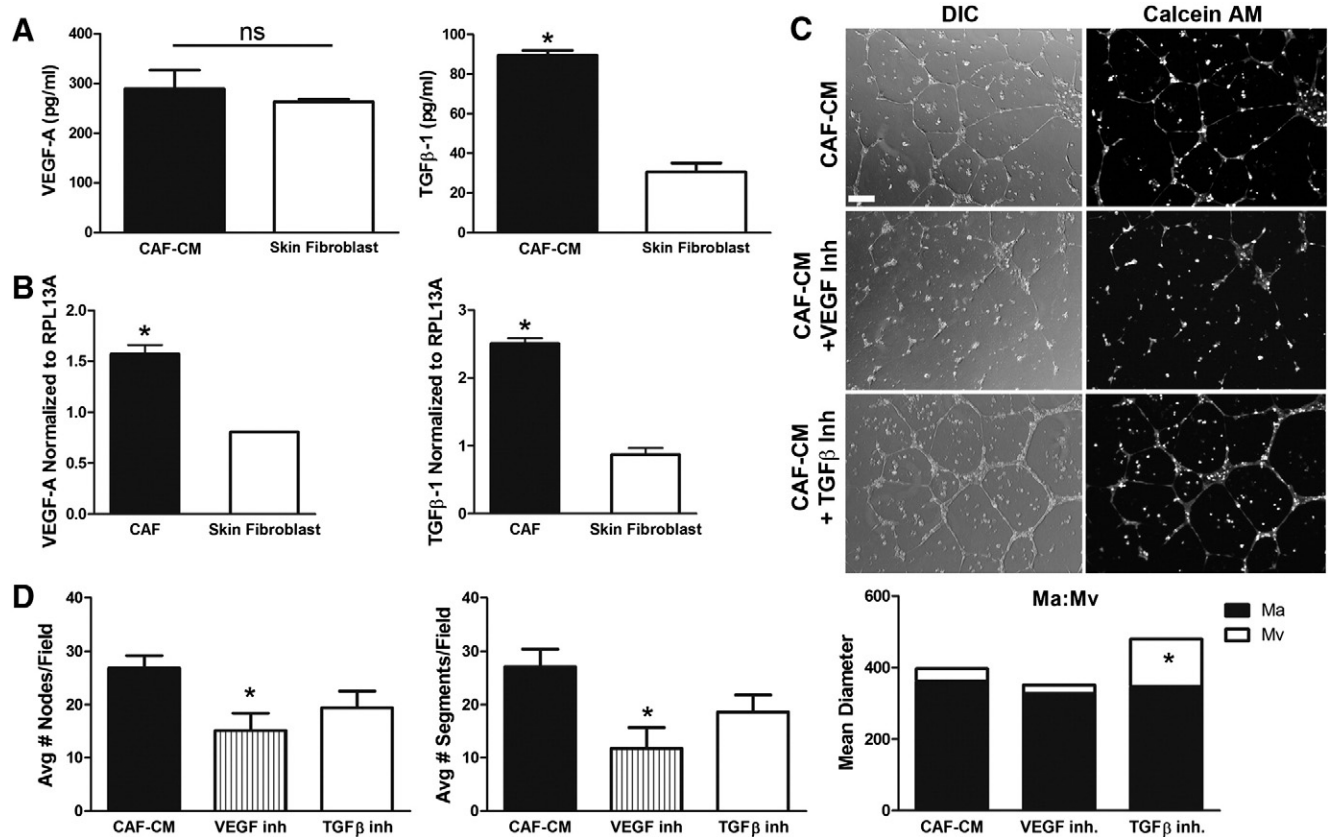 A
VEGF-A (pg/ml)
400
300
200
100
0
ns
CAF-CM
Skin Fibroblast
TGFβ-1 (pg/ml)
100
80
60
40
20
0
*
CAF-CM
Skin Fibroblast
B
VEGF-A Normalized to RPL13A
2.0
1.5
1.0
0.5
0.0
*
CAF
Skin Fibroblast
TGFβ-1 Normalized to RPL13A
3
2
1
0
*
CAF
Skin Fibroblast
C
DIC
Calcein AM
CAF-CM
CAF-CM
+VEGF Inh
CAF-CM
+ TGFβ Inh
D
Avg # Nodes/Field
40
30
20
10
0
*
CAF-CM
VEGF inh
TGFβ inh
Avg # Segments/Field
40
30
20
10
0
*
CAF-CM
VEGF inh
TGFβ inh
Ma:Mv
Mean Diameter
600
400
200
0
*
Ma
Mv
CAF-CM
VEGF inh.
TGFβ inh.